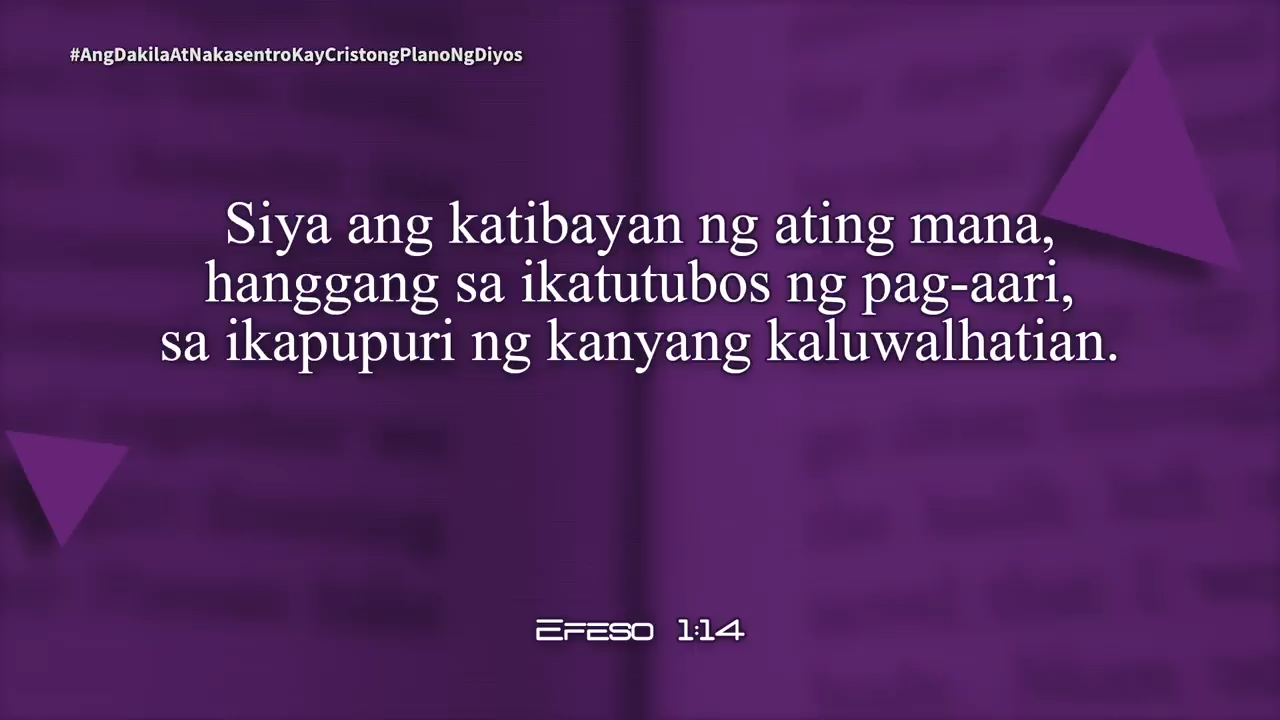 #AngDakilaAtNakasentroKayCristongPlanoNgDiyos
Siya ang katibayan ng ating mana,
hanggang sa ikatutubos ng pag-aari,
sa ikapupuri ng kanyang kaluwalhatian.
Efeso 1:14